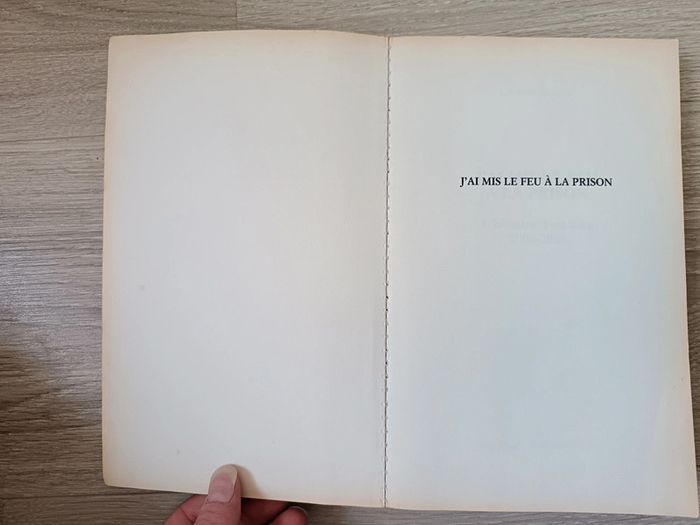 J'AI MIS LE FEU À LA PRISON